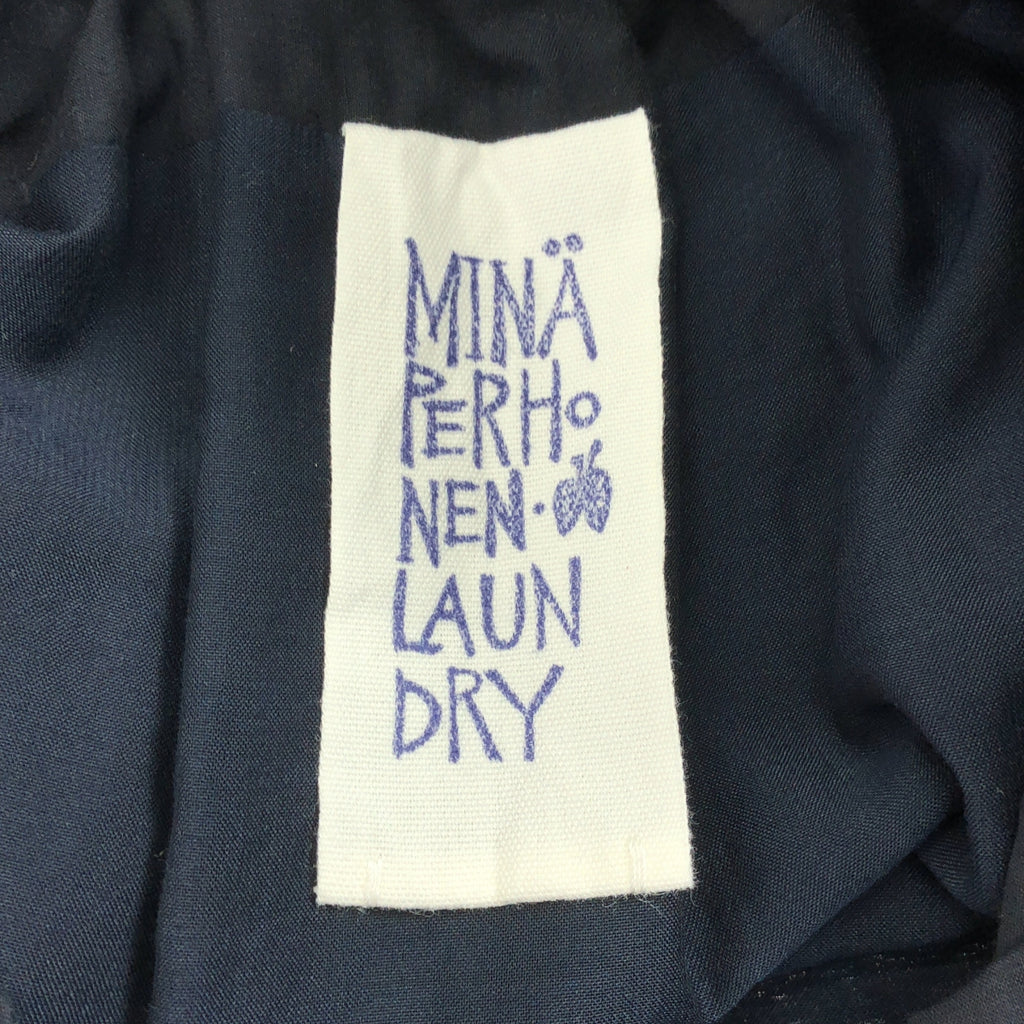 MINÄ
PERHO
NEN·
LAUN
DRY